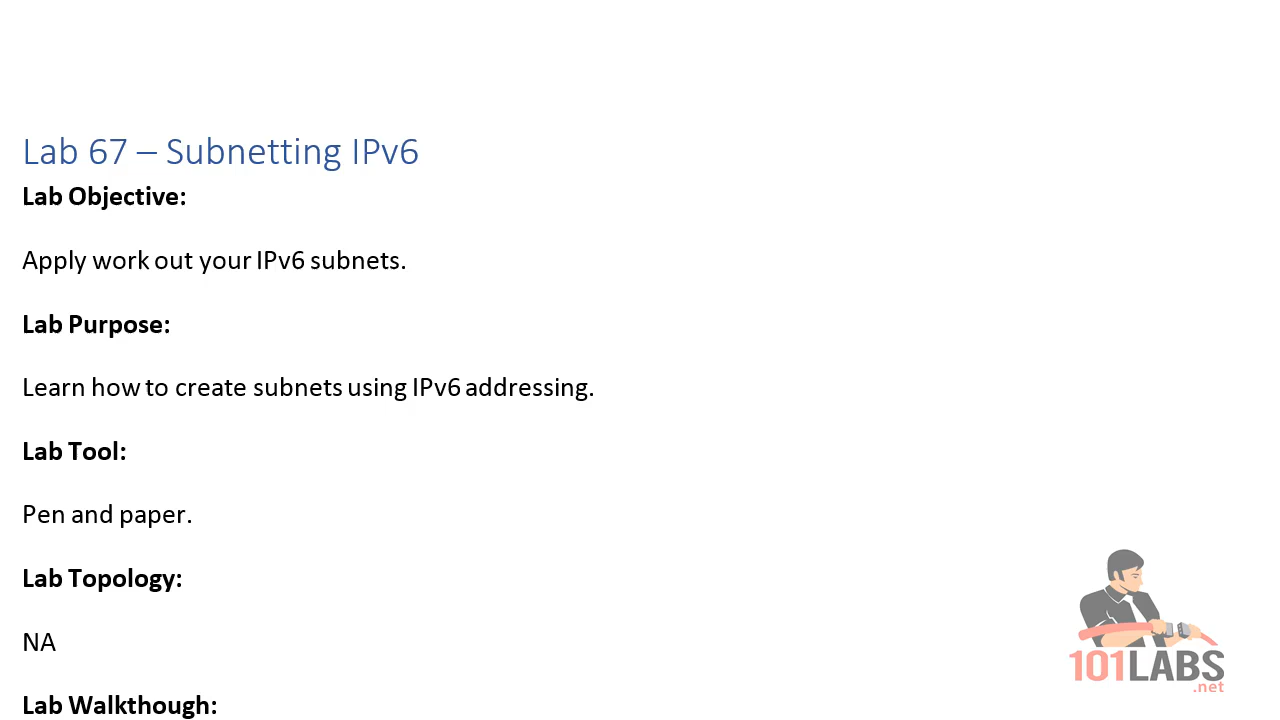 Lab 67 – Subnetting IPv6
Lab Objective:
Apply work out your IPv6 subnets.
Lab Purpose:
Learn how to create subnets using IPv6 addressing.
Lab Tool:
Pen and paper.
Lab Topology:
NA
Lab Walkthough:
101LABS
.net